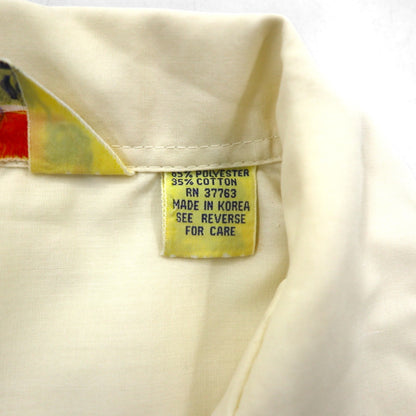 65% POLYESTER
35% COTTON
RN 37763
MADE IN KOREA
SEE REVERSE
FOR CARE